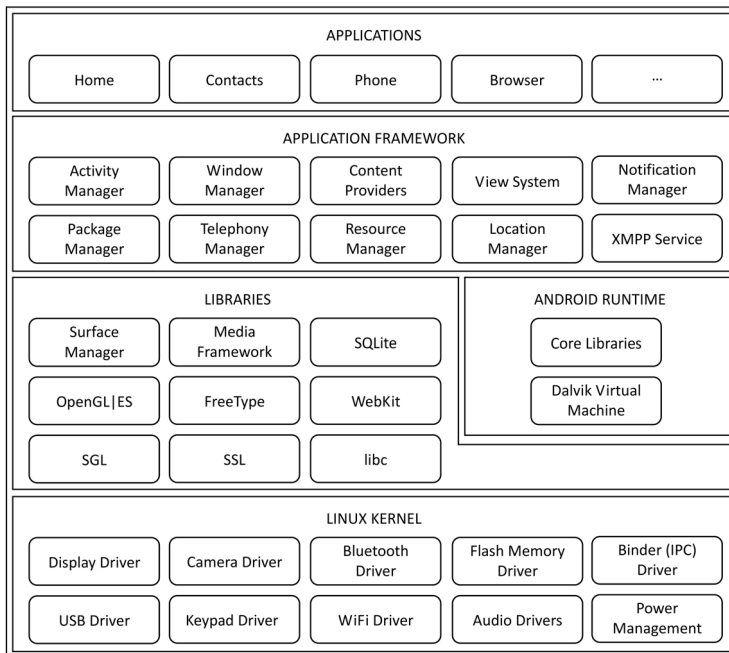 APPLICATIONS
Home
Contacts
Phone
Browser
...
APPLICATION FRAMEWORK
Activity
Manager
Window
Manager
Content
Providers
View System
Notification
Manager
Package
Manager
Telephony
Manager
Resource
Manager
Location
Manager
XMPP Service
LIBRARIES
Surface
Manager
Media
Framework
SQLite
OpenGL|ES
FreeType
WebKit
SGL
SSL
libc
ANDROID RUNTIME
Core Libraries
Dalvik Virtual
Machine
LINUX KERNEL
Display Driver
Camera Driver
Bluetooth
Driver
Flash Memory
Driver
Binder (IPC)
Driver
USB Driver
Keypad Driver
WiFi Driver
Audio Drivers
Power
Management